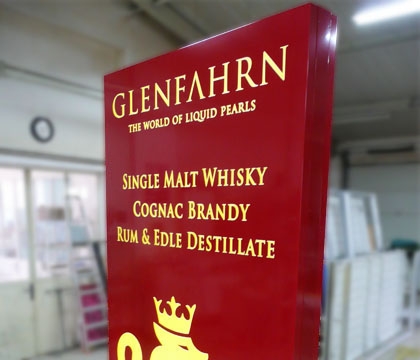 GLENFAHRN
THE WORLD OF LIQUID PEARLS
SINGLE MALT WHISKY
COGNAC BRANDY
RUM & EDLE DESTILLATE